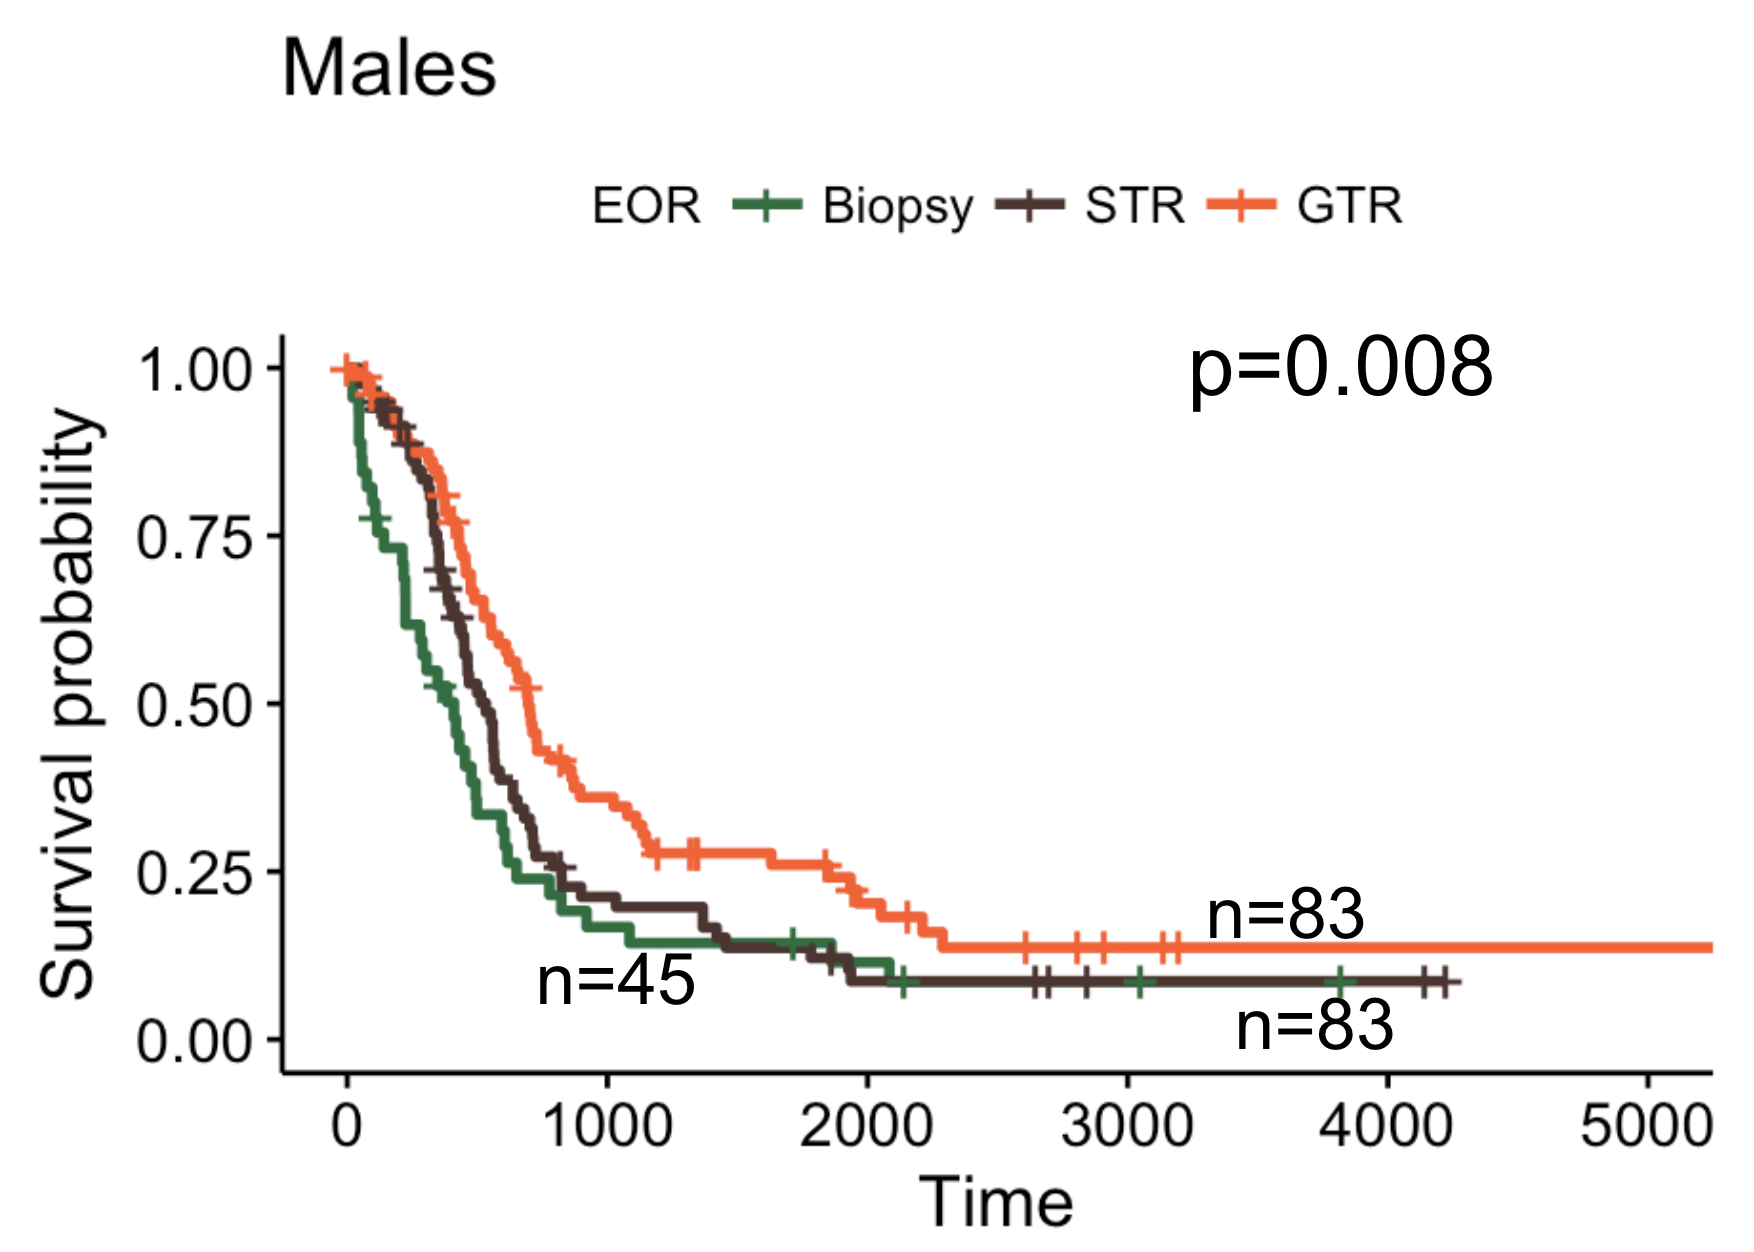 Males
EOR Biopsy STR GTR
p=0.008
1.00
0.75
0.50
0.25
0.00
Survival probability
n=83
n=45
n=83
0 1000 2000 3000 4000 5000
Time